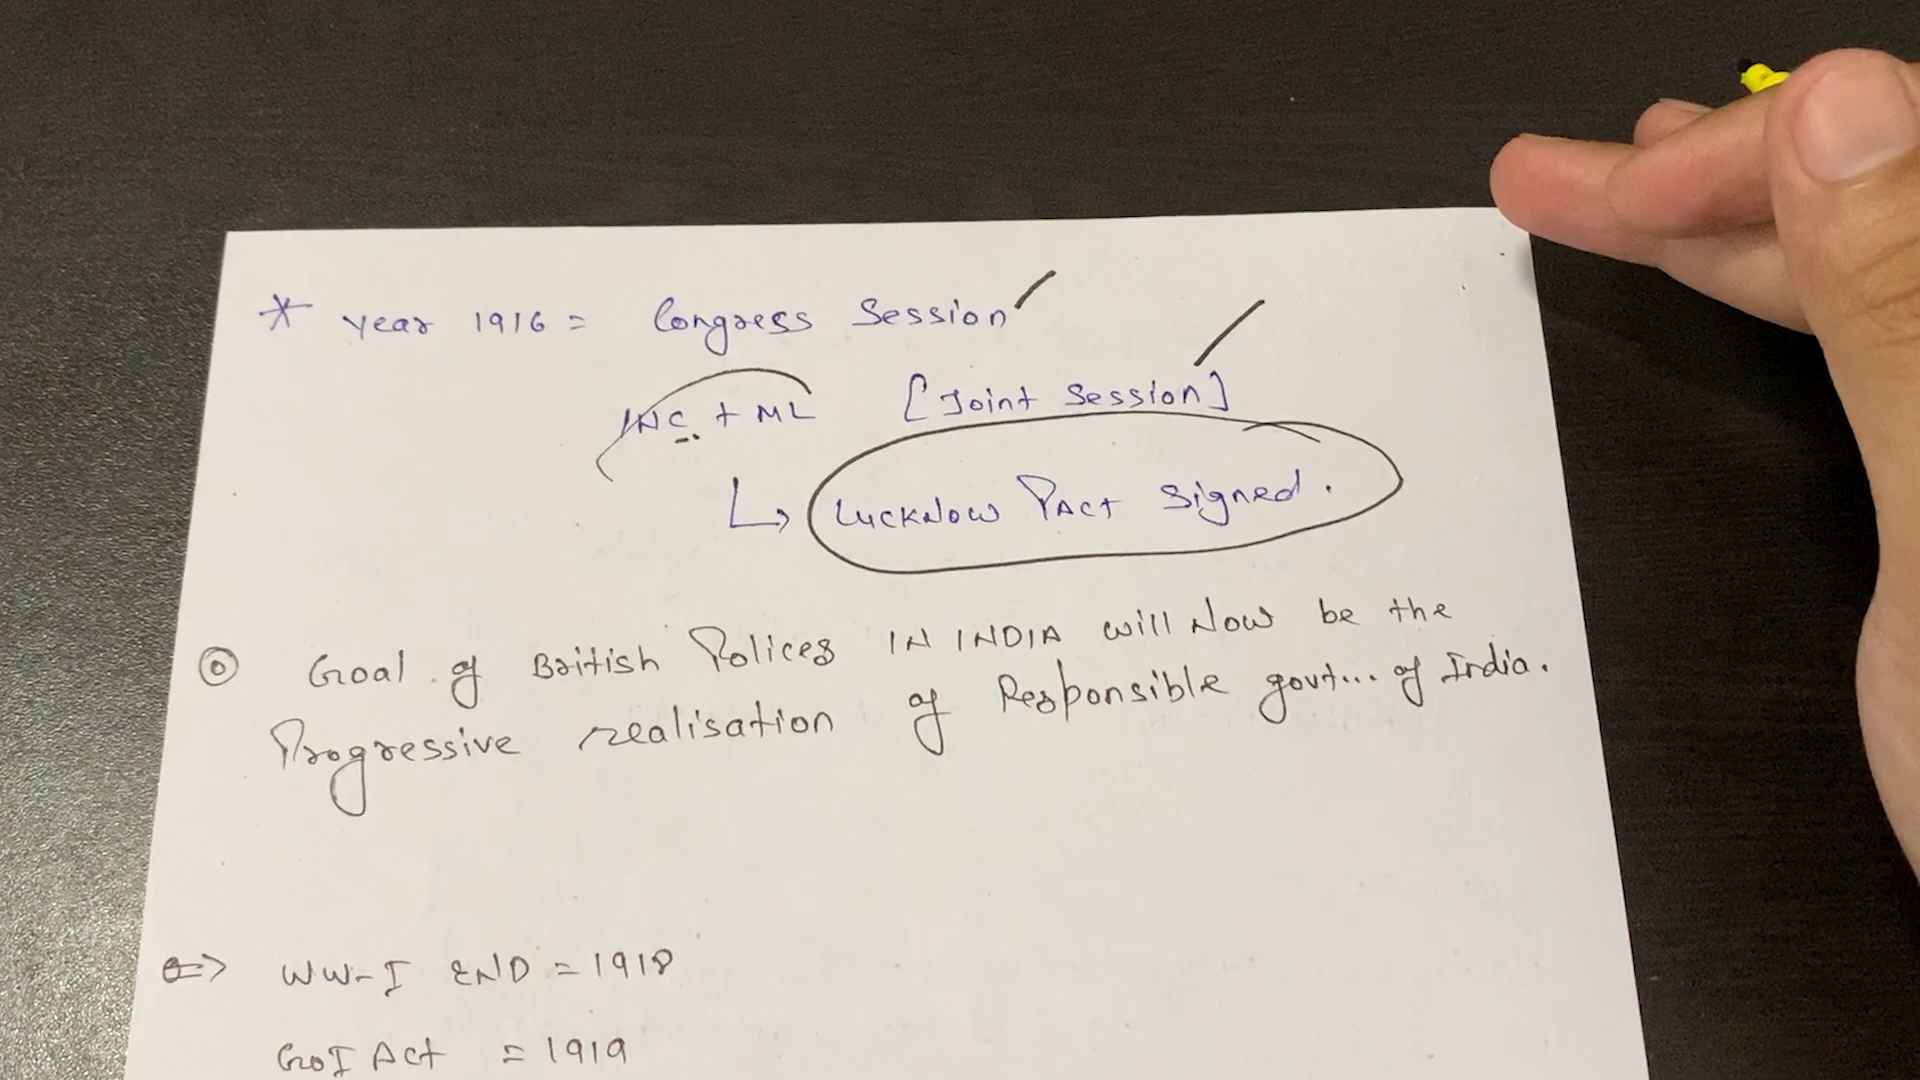 * Year 1916 = Congress Session
INC + ML [Joint Session]
↳ Lucknow Pact Signed.
⊙ Goal of British Polices IN INDIA will Now be the
Progressive realisation of Responsible govt... of India.
=> WW-I END = 1918
GoI Act = 1919